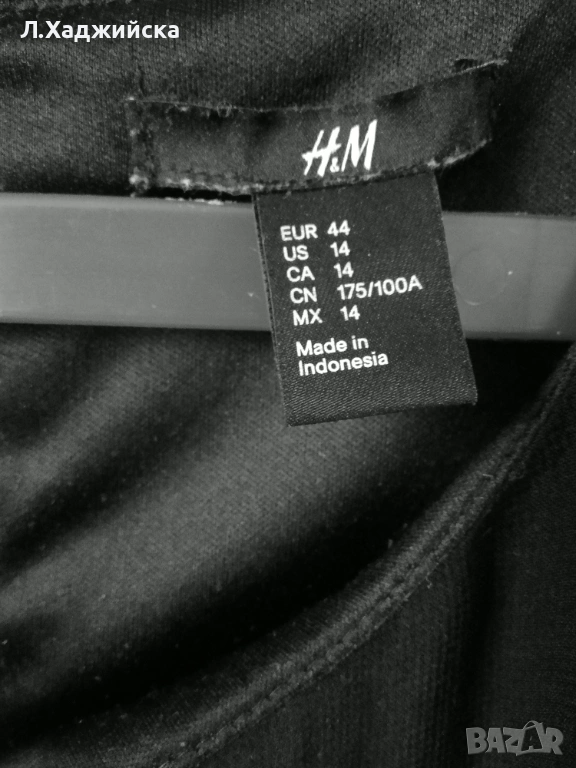 Л.Хаджийска
H&M
EUR 44
US 14
CA 14
CN 175/100A
MX 14
Made in
Indonesia
BAZAR